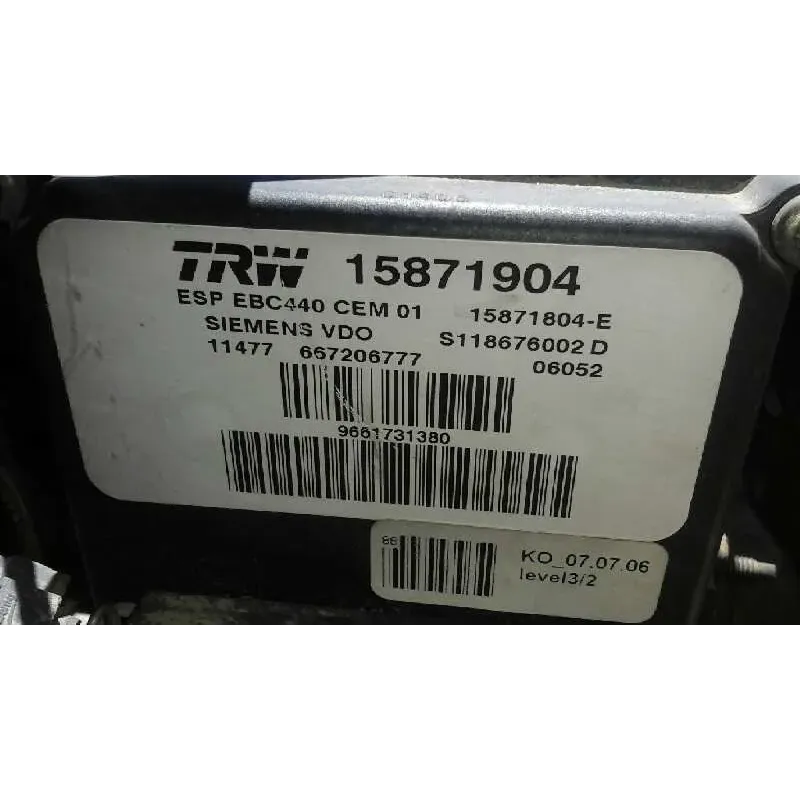 TRW 15871904
ESP EBC440 CEM 01 15871804-E
SIEMENS VDO S118676002 D
11477 667206777 06052
9661731380
86
KO_07.07.06
level3/2